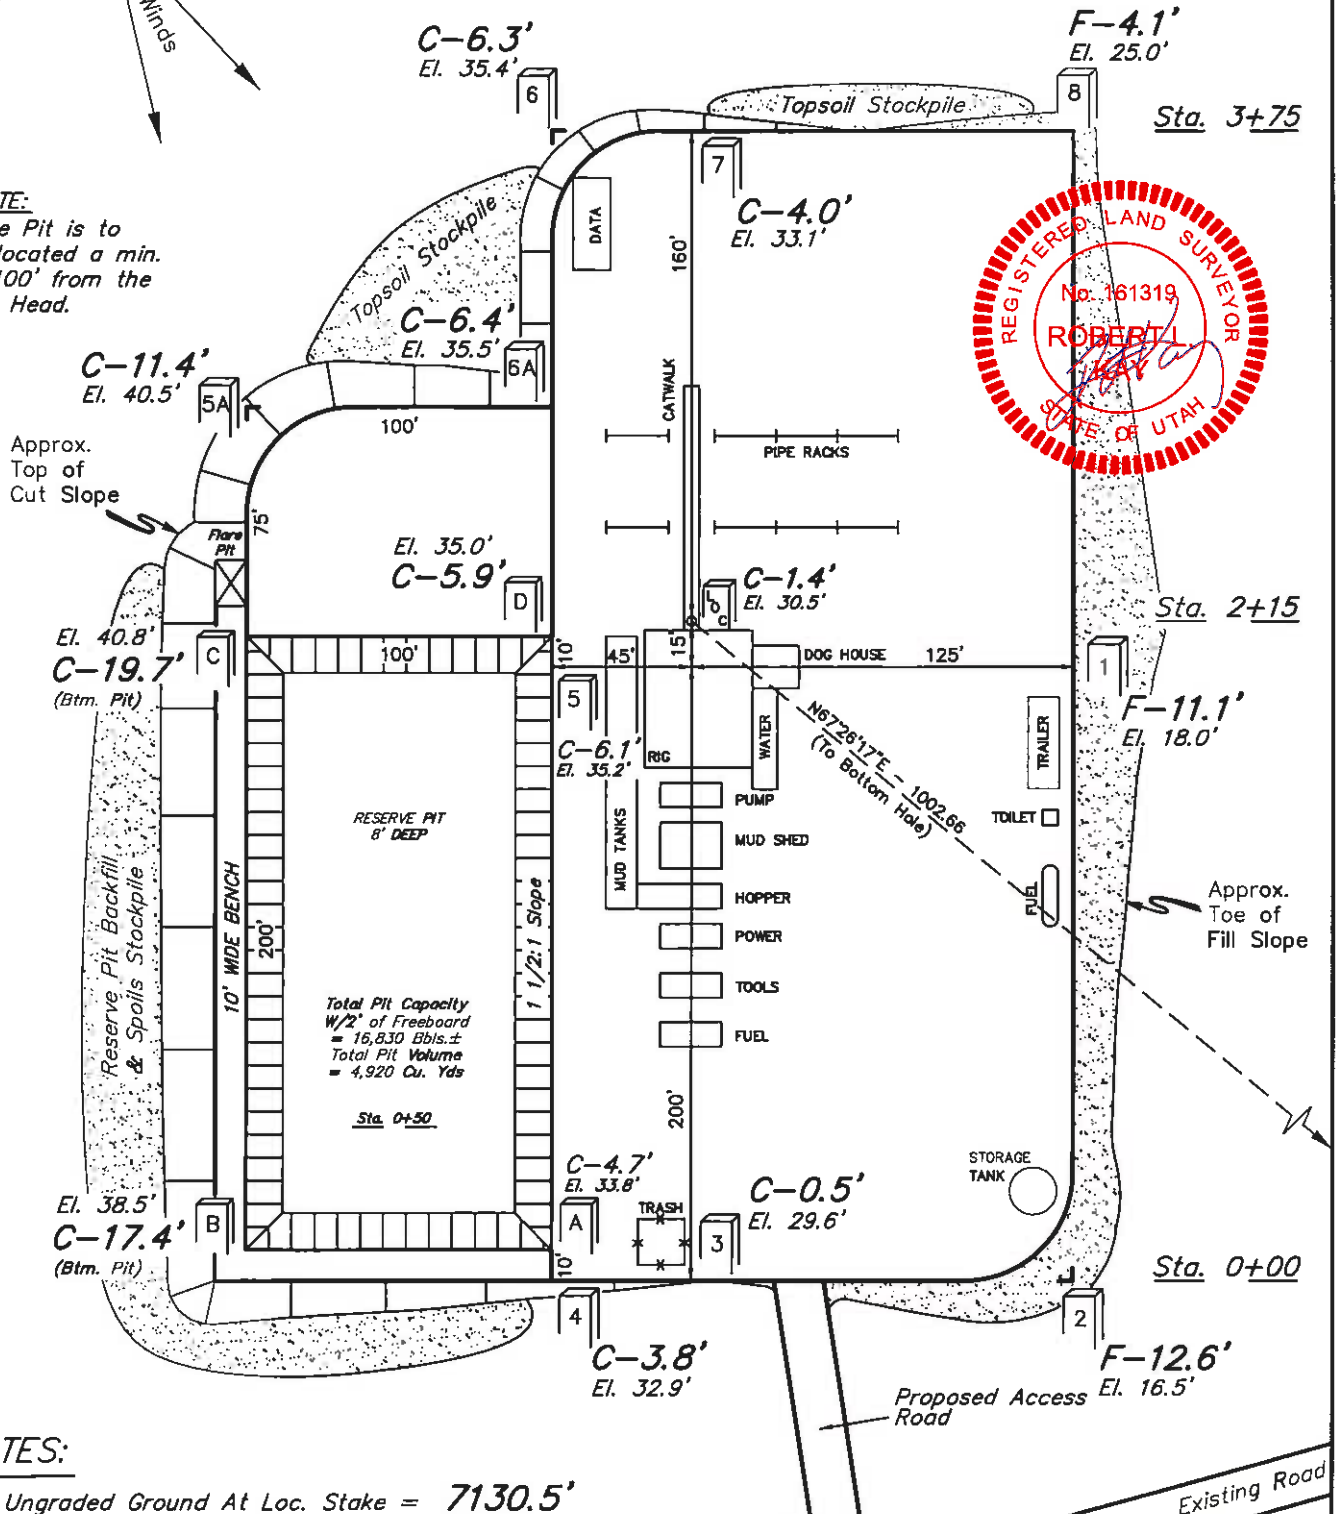 Winds
C-6.3'
El. 35.4'
6
F-4.1'
El. 25.0'
8
Topsoil Stockpile
Sta. 3+75
7
C-4.0'
El. 33.1'
DATA
160'
TE:
e Pit is to
located a min.
100' from the
Head.
Topsoil Stockpile
REGISTERED LAND SURVEYOR
No. 161319
ROBERT L.
KAY
STATE OF UTAH
C-6.4'
El. 35.5'
6A
C-11.4'
El. 40.5'
5A
100'
CATWALK
PIPE RACKS
Approx.
Top of
Cut Slope
75'
Flare
Pit
El. 35.0'
C-5.9'
D
C-1.4'
El. 30.5'
LOC
Sta. 2+15
El. 40.8'
C-19.7'
(Btm. Pit)
C
100'
10'
45'
15'
DOG HOUSE
125'
1
5
F-11.1'
El. 18.0'
C-6.1'
El. 35.2'
RIG
WATER
TRAILER
N67°26'17"E - 1002.66
(To Bottom Hole)
RESERVE PIT
8' DEEP
MUD TANKS
PUMP
MUD SHED
HOPPER
POWER
TOOLS
FUEL
TOILET
FUEL
Reserve Pit Backfill
& Spoils Stockpile
10' WIDE BENCH
200'
1 1/2:1 Slope
Approx.
Toe of
Fill Slope
Total Pit Capacity
W/2' of Freeboard
= 16,830 Bbls.±
Total Pit Volume
= 4,920 Cu. Yds
Sta. 0+50
200'
STORAGE
TANK
C-4.7'
El. 33.8'
A
TRASH
C-0.5'
El. 29.6'
3
El. 38.5'
C-17.4'
(Btm. Pit)
B
10'
Sta. 0+00
4
C-3.8'
El. 32.9'
2
F-12.6'
El. 16.5'
Proposed Access
Road
TES:
Ungraded Ground At Loc. Stake = 7130.5'
Existing Road